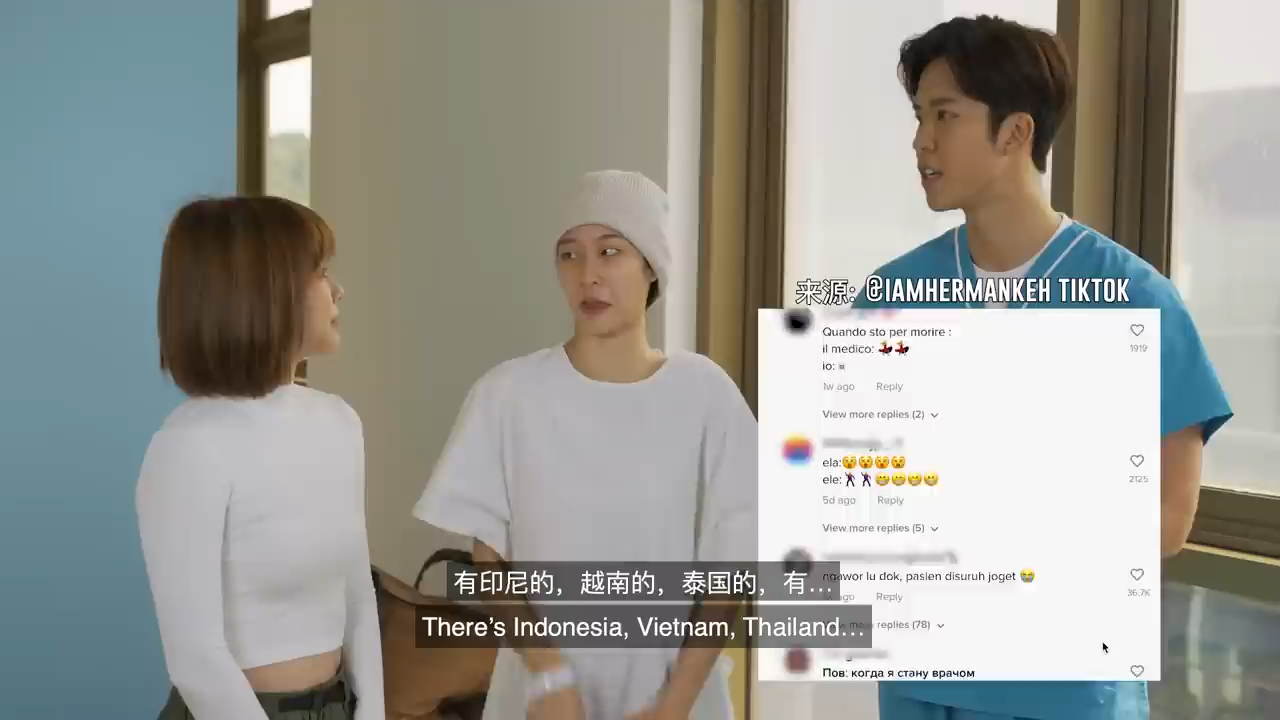 来源: @IAMHERMANKEH TIKTOK
Quando sto per morire :
il medico: 💃💃
io:
1w ago Reply
1919
View more replies (2)
ela:😵😵😵😵
ele:🕺🕺😁😁😁😁
5d ago Reply
2125
View more replies (5)
ngawor lu dok, pasien disuruh joget 😭
ago Reply
36.7K
more replies (78)
Пов: когда я стану врачом
有印尼的，越南的，泰国的，有...
There's Indonesia, Vietnam, Thailand...